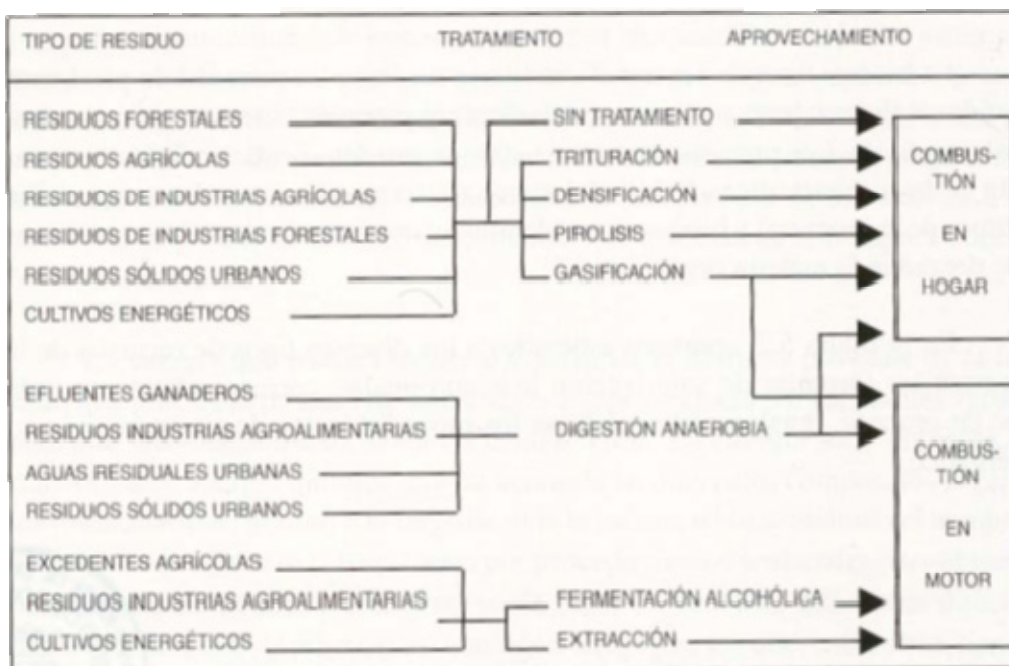 TIPO DE RESIDUO TRATAMIENTO APROVECHAMIENTO
RESIDUOS FORESTALES SIN TRATAMIENTO
RESIDUOS AGRÍCOLAS TRITURACIÓN COMBUS-
TIÓN
RESIDUOS DE INDUSTRIAS AGRÍCOLAS DENSIFICACIÓN
RESIDUOS DE INDUSTRIAS FORESTALES PIROLISIS EN
RESIDUOS SÓLIDOS URBANOS GASIFICACIÓN HOGAR
CULTIVOS ENERGÉTICOS
EFLUENTES GANADEROS
RESIDUOS INDUSTRIAS AGROALIMENTARIAS DIGESTIÓN ANAEROBIA COMBUS-
AGUAS RESIDUALES URBANAS TIÓN
RESIDUOS SÓLIDOS URBANOS EN
EXCEDENTES AGRÍCOLAS MOTOR
RESIDUOS INDUSTRIAS AGROALIMENTARIAS FERMENTACIÓN ALCOHÓLICA
CULTIVOS ENERGÉTICOS EXTRACCIÓN